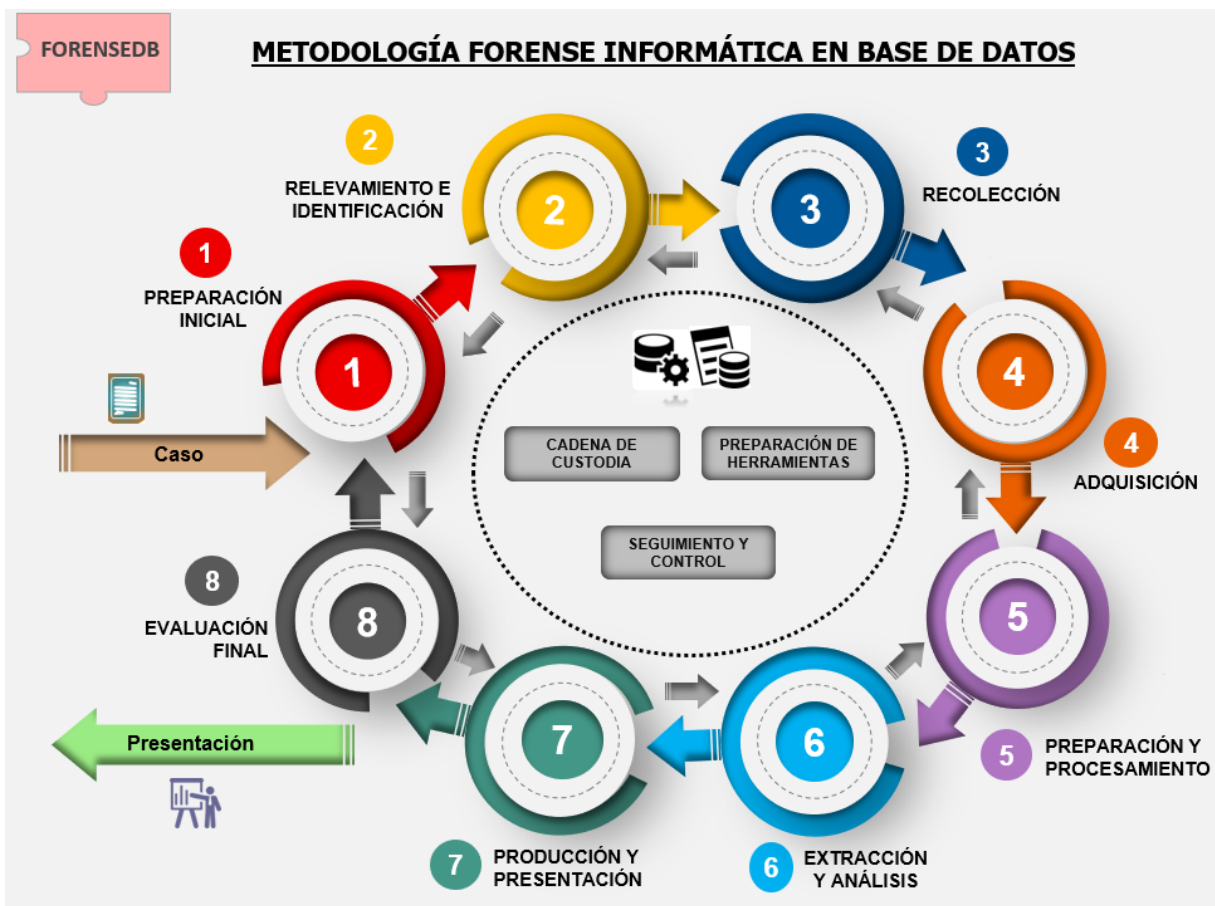 FORENSEDB
METODOLOGÍA FORENSE INFORMÁTICA EN BASE DE DATOS
1
PREPARACIÓN
INICIAL
1
2
RELEVAMIENTO E
IDENTIFICACIÓN
2
3
3
RECOLECCIÓN
4
4
ADQUISICIÓN
Caso
CADENA DE
CUSTODIA
PREPARACIÓN DE
HERRAMIENTAS
SEGUIMIENTO Y
CONTROL
5
5
PREPARACIÓN Y
PROCESAMIENTO
6
6
EXTRACCIÓN
Y ANÁLISIS
7
7
PRODUCCIÓN Y
PRESENTACIÓN
8
8
EVALUACIÓN
FINAL
Presentación